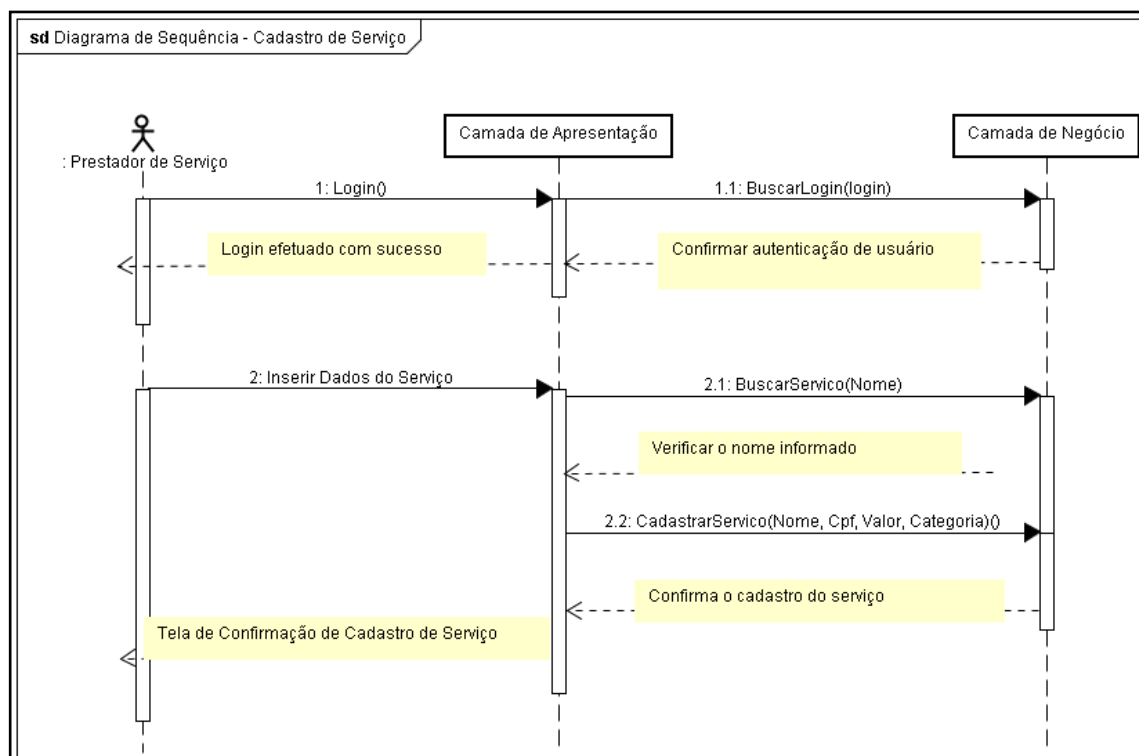 sd Diagrama de Sequência - Cadastro de Serviço
Camada de Apresentação
Camada de Negócio
: Prestador de Serviço
1: Login()
1.1: BuscarLogin(login)
Login efetuado com sucesso
Confirmar autenticação de usuário
2: Inserir Dados do Serviço
2.1: BuscarServico(Nome)
Verificar o nome informado
2.2: CadastrarServico(Nome, Cpf, Valor, Categoria)()
Confirma o cadastro do serviço
Tela de Confirmação de Cadastro de Serviço